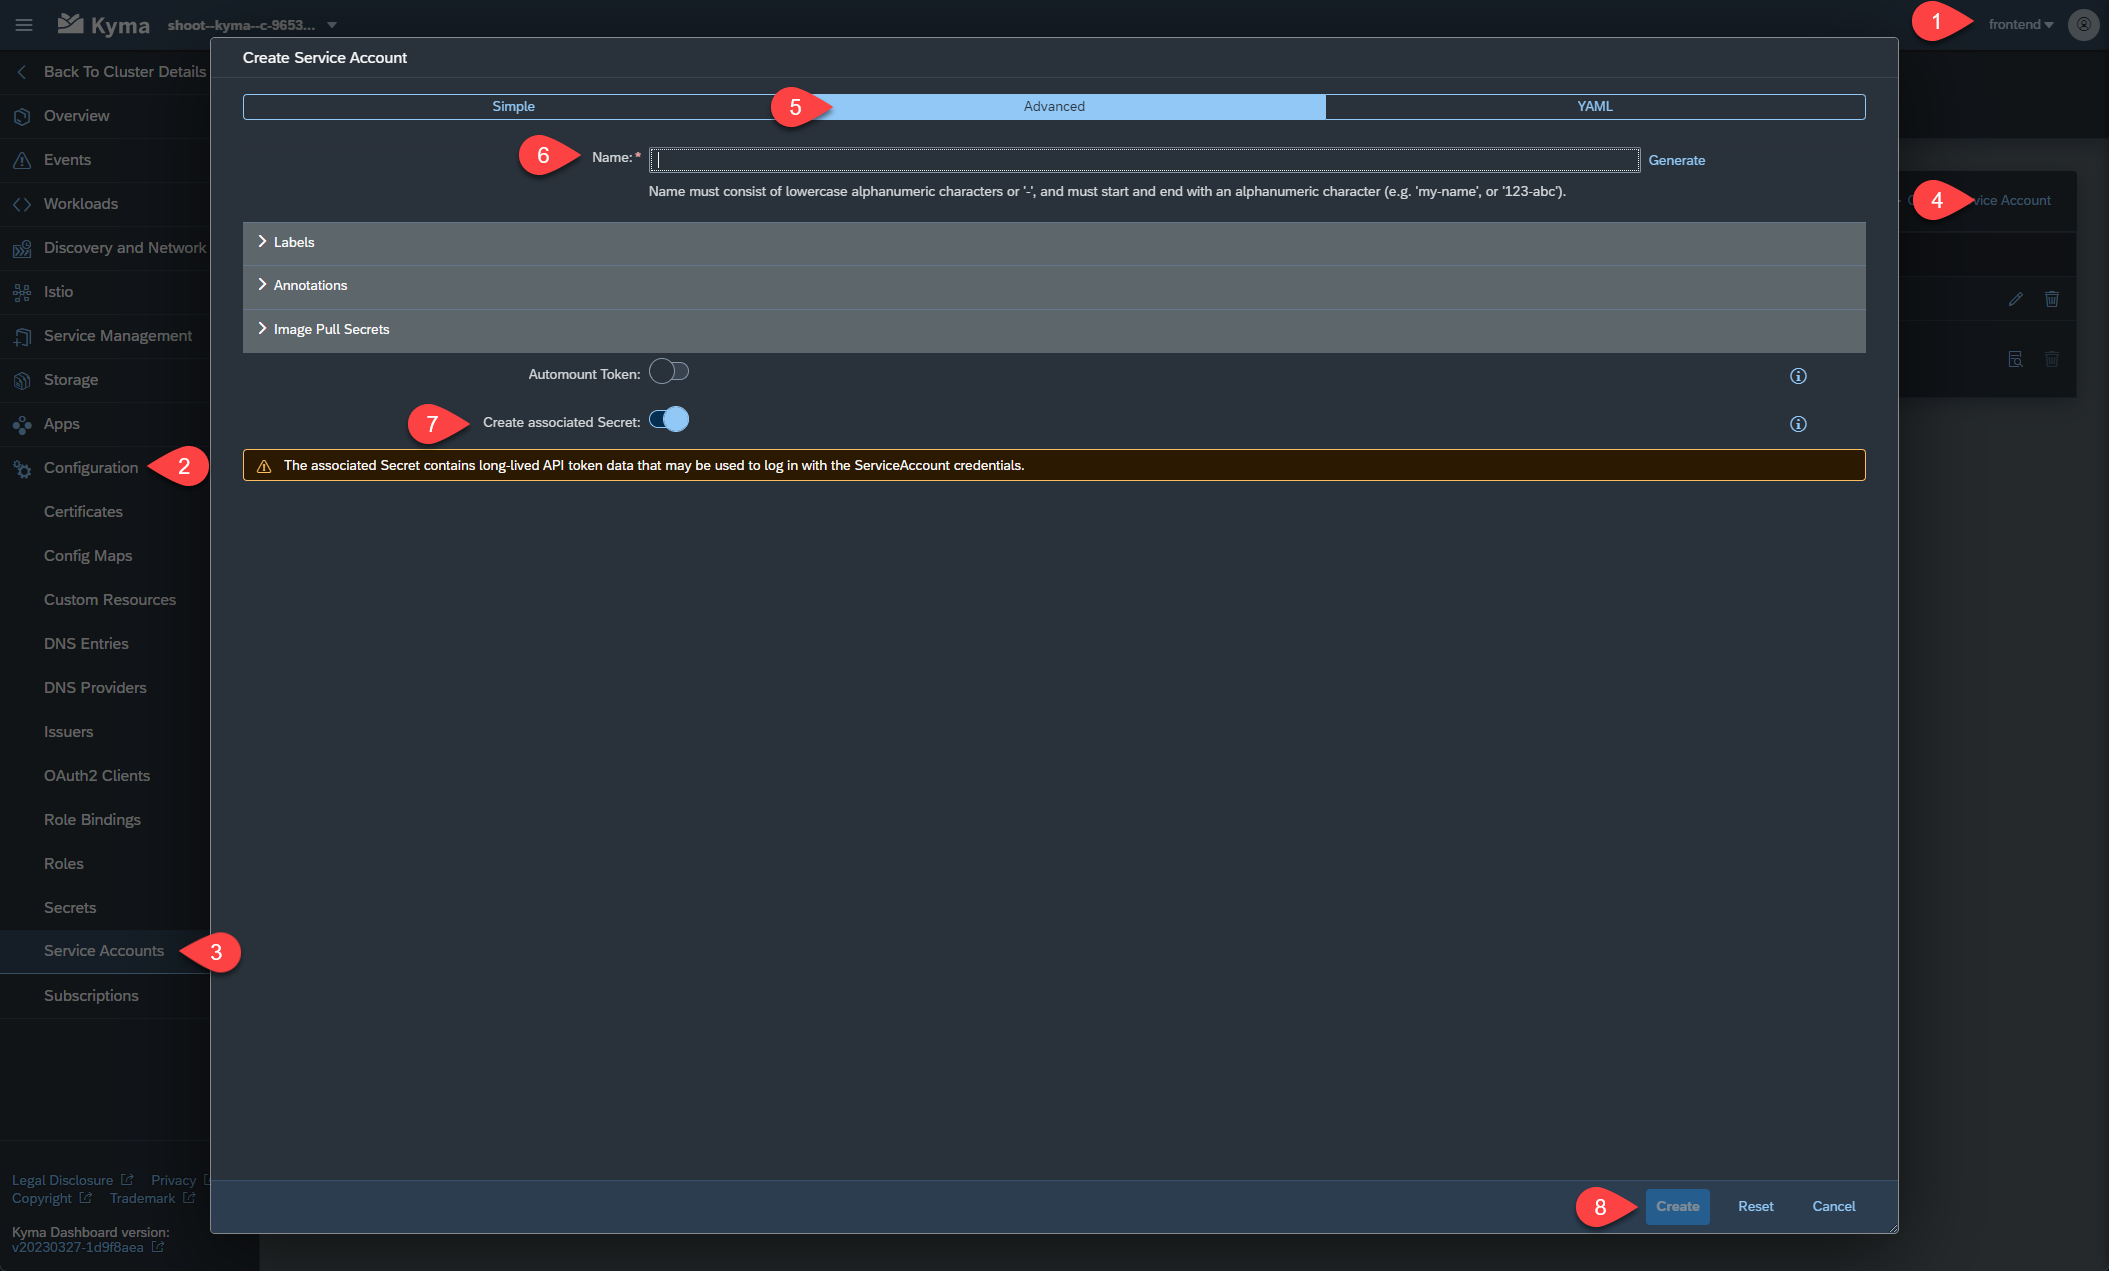 Kyma
shoot--kyma--c-9653...
1
frontend
Create Service Account
Back To Cluster Details
Overview
Events
Workloads
Discovery and Network
Istio
Service Management
Storage
Apps
Configuration
2
Certificates
Config Maps
Custom Resources
DNS Entries
DNS Providers
Issuers
OAuth2 Clients
Role Bindings
Roles
Secrets
Service Accounts
3
Subscriptions
Legal Disclosure Privacy
Copyright Trademark
Kyma Dashboard version:
v20230327-1d9f8aea
Simple
5
Advanced
YAML
6
Name:*
Generate
Name must consist of lowercase alphanumeric characters or '-', and must start and end with an alphanumeric character (e.g. 'my-name', or '123-abc').
4
Account
Labels
Annotations
Image Pull Secrets
Automount Token:
7
Create associated Secret:
The associated Secret contains long-lived API token data that may be used to log in with the ServiceAccount credentials.
8
Create
Reset
Cancel